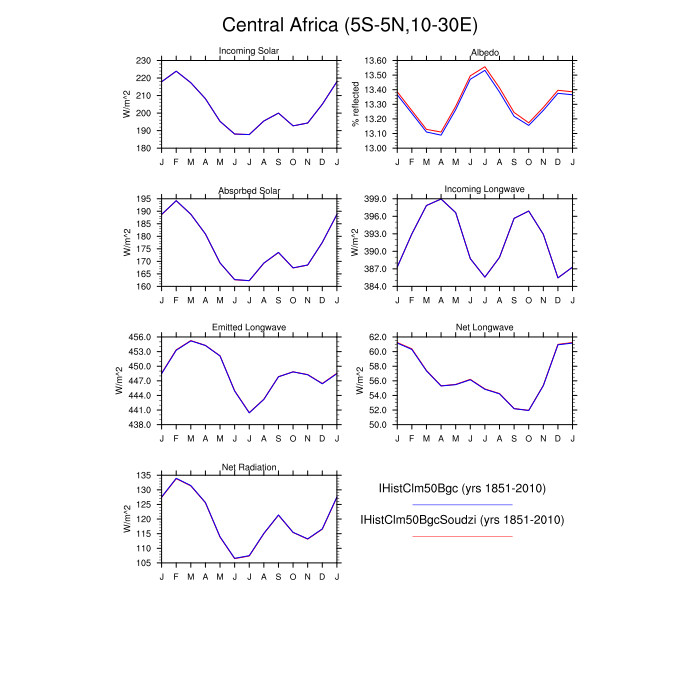 Central Africa (5S-5N,10-30E)
Incoming Solar
W/m^2
230
220
210
200
190
180
J F M A M J J A S O N D J
Albedo
% reflected
13.60
13.50
13.40
13.30
13.20
13.10
13.00
J F M A M J J A S O N D J
Absorbed Solar
W/m^2
195
190
185
180
175
170
165
160
J F M A M J J A S O N D J
Incoming Longwave
W/m^2
399.0
396.0
393.0
390.0
387.0
384.0
J F M A M J J A S O N D J
Emitted Longwave
W/m^2
456.0
453.0
450.0
447.0
444.0
441.0
438.0
J F M A M J J A S O N D J
Net Longwave
W/m^2
62.0
60.0
58.0
56.0
54.0
52.0
50.0
J F M A M J J A S O N D J
Net Radiation
W/m^2
135
130
125
120
115
110
105
J F M A M J J A S O N D J
IHistClm50Bgc (yrs 1851-2010)
IHistClm50BgcSoudzi (yrs 1851-2010)